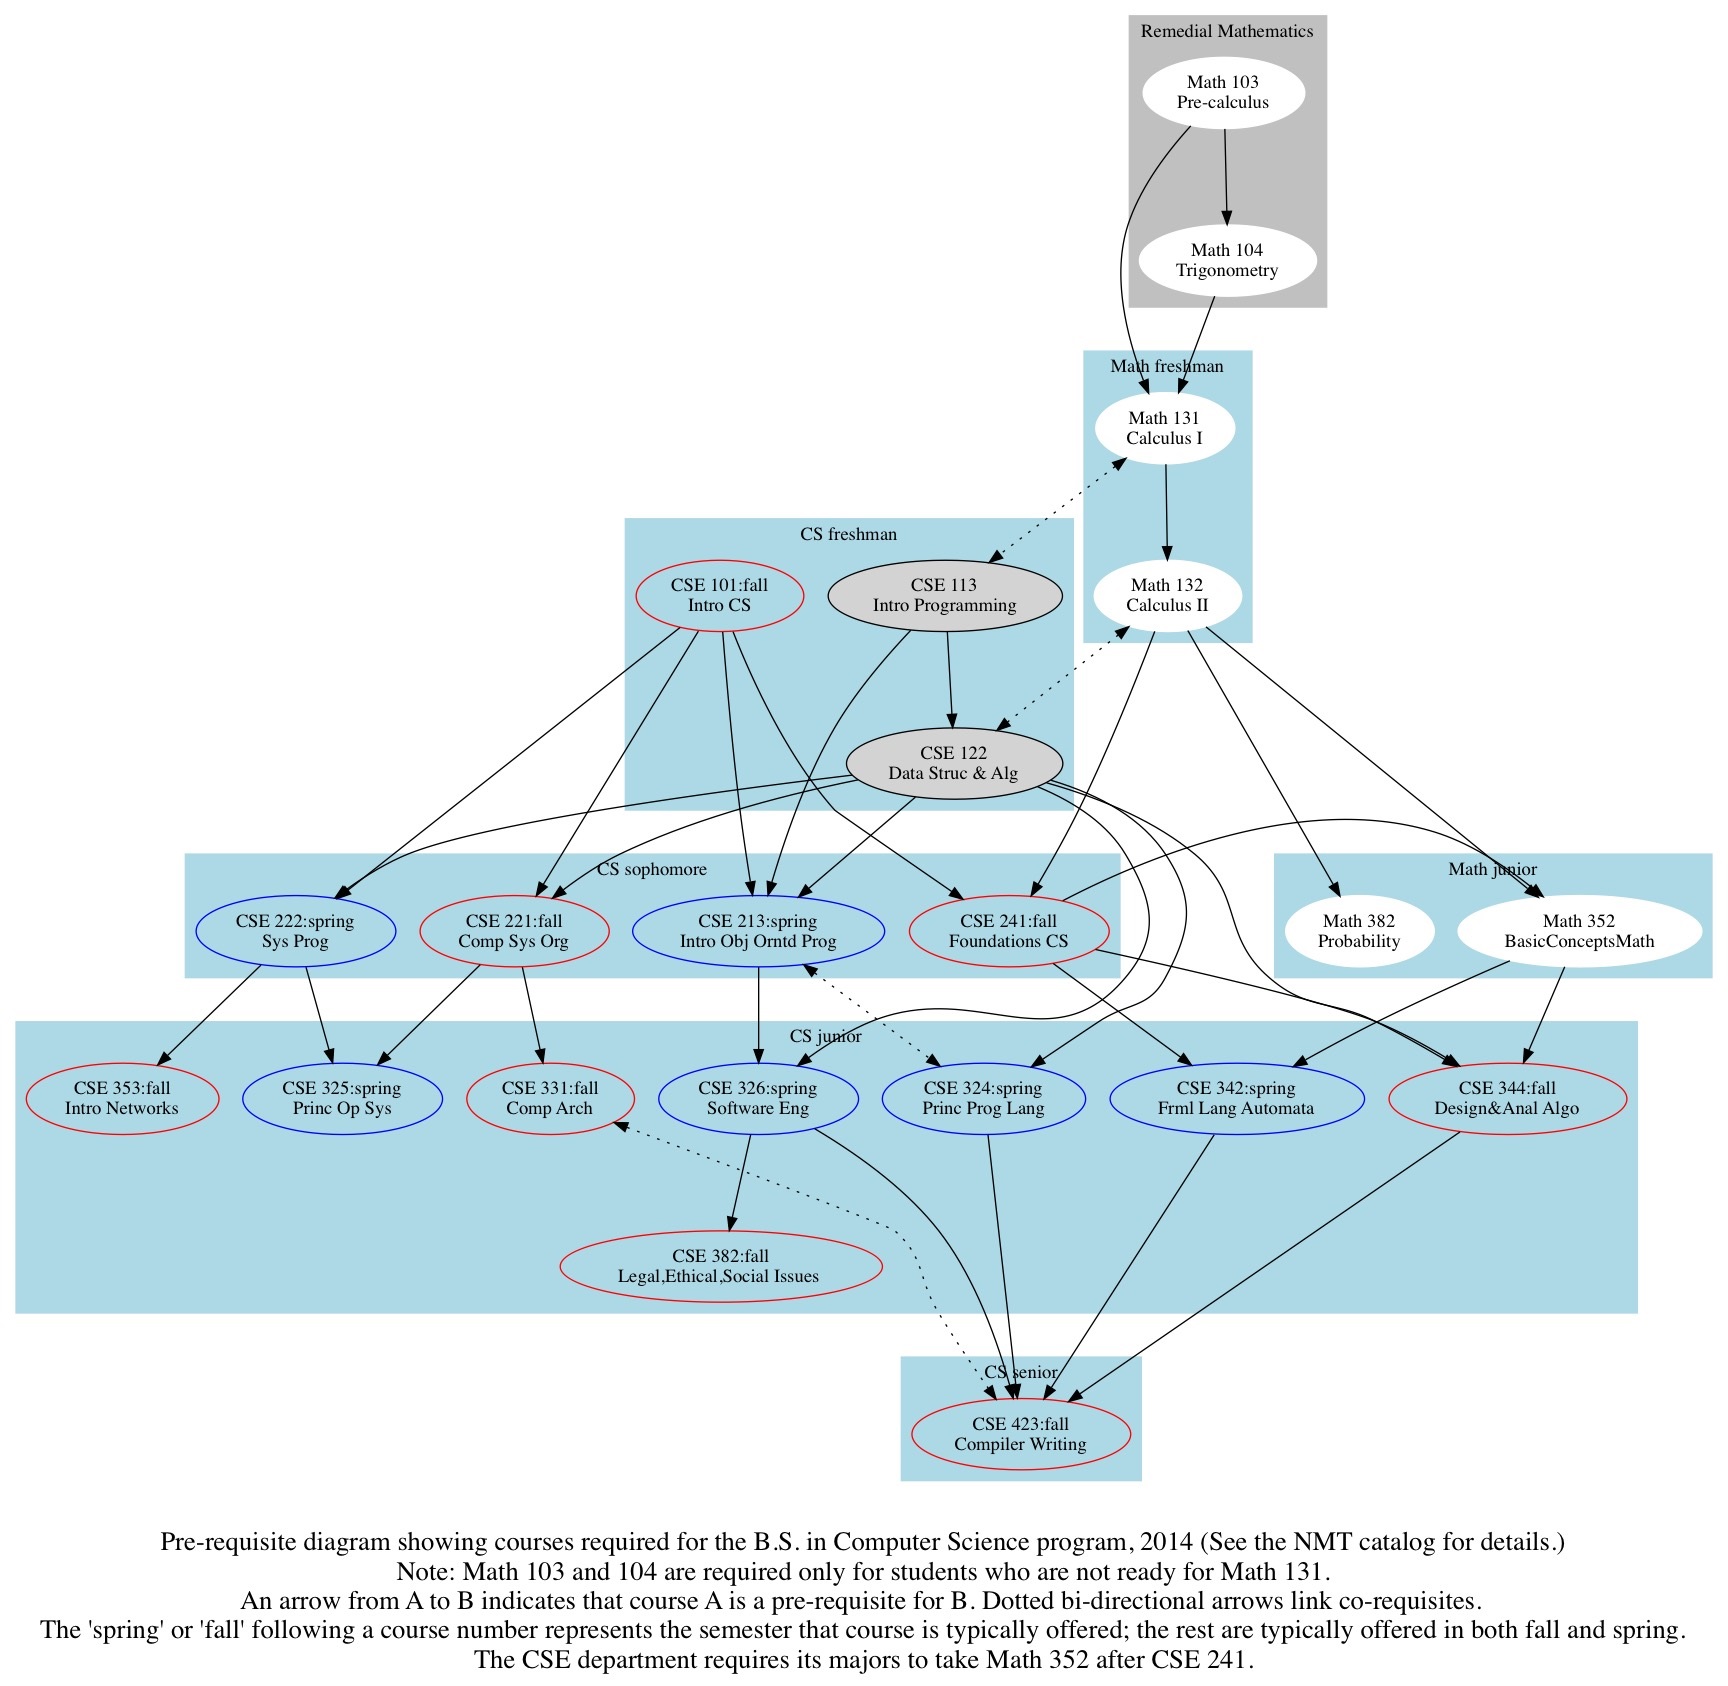 Remedial Mathematics
Math 103
Pre-calculus
Math 104
Trigonometry
Math freshman
Math 131
Calculus I
CS freshman
CSE 101:fall
Intro CS
CSE 113
Intro Programming
Math 132
Calculus II
CSE 122
Data Struc & Alg
CS sophomore
CSE 222:spring
Sys Prog
CSE 221:fall
Comp Sys Org
CSE 213:spring
Intro Obj Orntd Prog
CSE 241:fall
Foundations CS
Math junior
Math 382
Probability
Math 352
BasicConceptsMath
CS junior
CSE 353:fall
Intro Networks
CSE 325:spring
Princ Op Sys
CSE 331:fall
Comp Arch
CSE 326:spring
Software Eng
CSE 324:spring
Princ Prog Lang
CSE 342:spring
Frml Lang Automata
CSE 344:fall
Design&Anal Algo
CSE 382:fall
Legal,Ethical,Social Issues
CS senior
CSE 423:fall
Compiler Writing
Pre-requisite diagram showing courses required for the B.S. in Computer Science program, 2014 (See the NMT catalog for details.)
Note: Math 103 and 104 are required only for students who are not ready for Math 131.
An arrow from A to B indicates that course A is a pre-requisite for B. Dotted bi-directional arrows link co-requisites.
The 'spring' or 'fall' following a course number represents the semester that course is typically offered; the rest are typically offered in both fall and spring.
The CSE department requires its majors to take Math 352 after CSE 241.